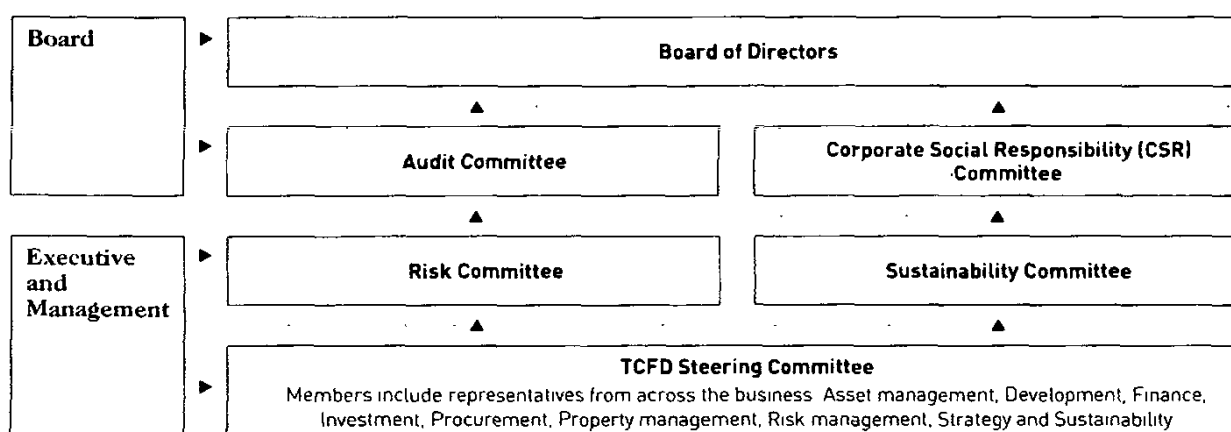 Board
Board of Directors
Audit Committee
Corporate Social Responsibility (CSR)
Committee
Executive
and
Management
Risk Committee
Sustainability Committee
TCFD Steering Committee
Members include representatives from across the business Asset management, Development, Finance,
Investment, Procurement, Property management, Risk management, Strategy and Sustainability